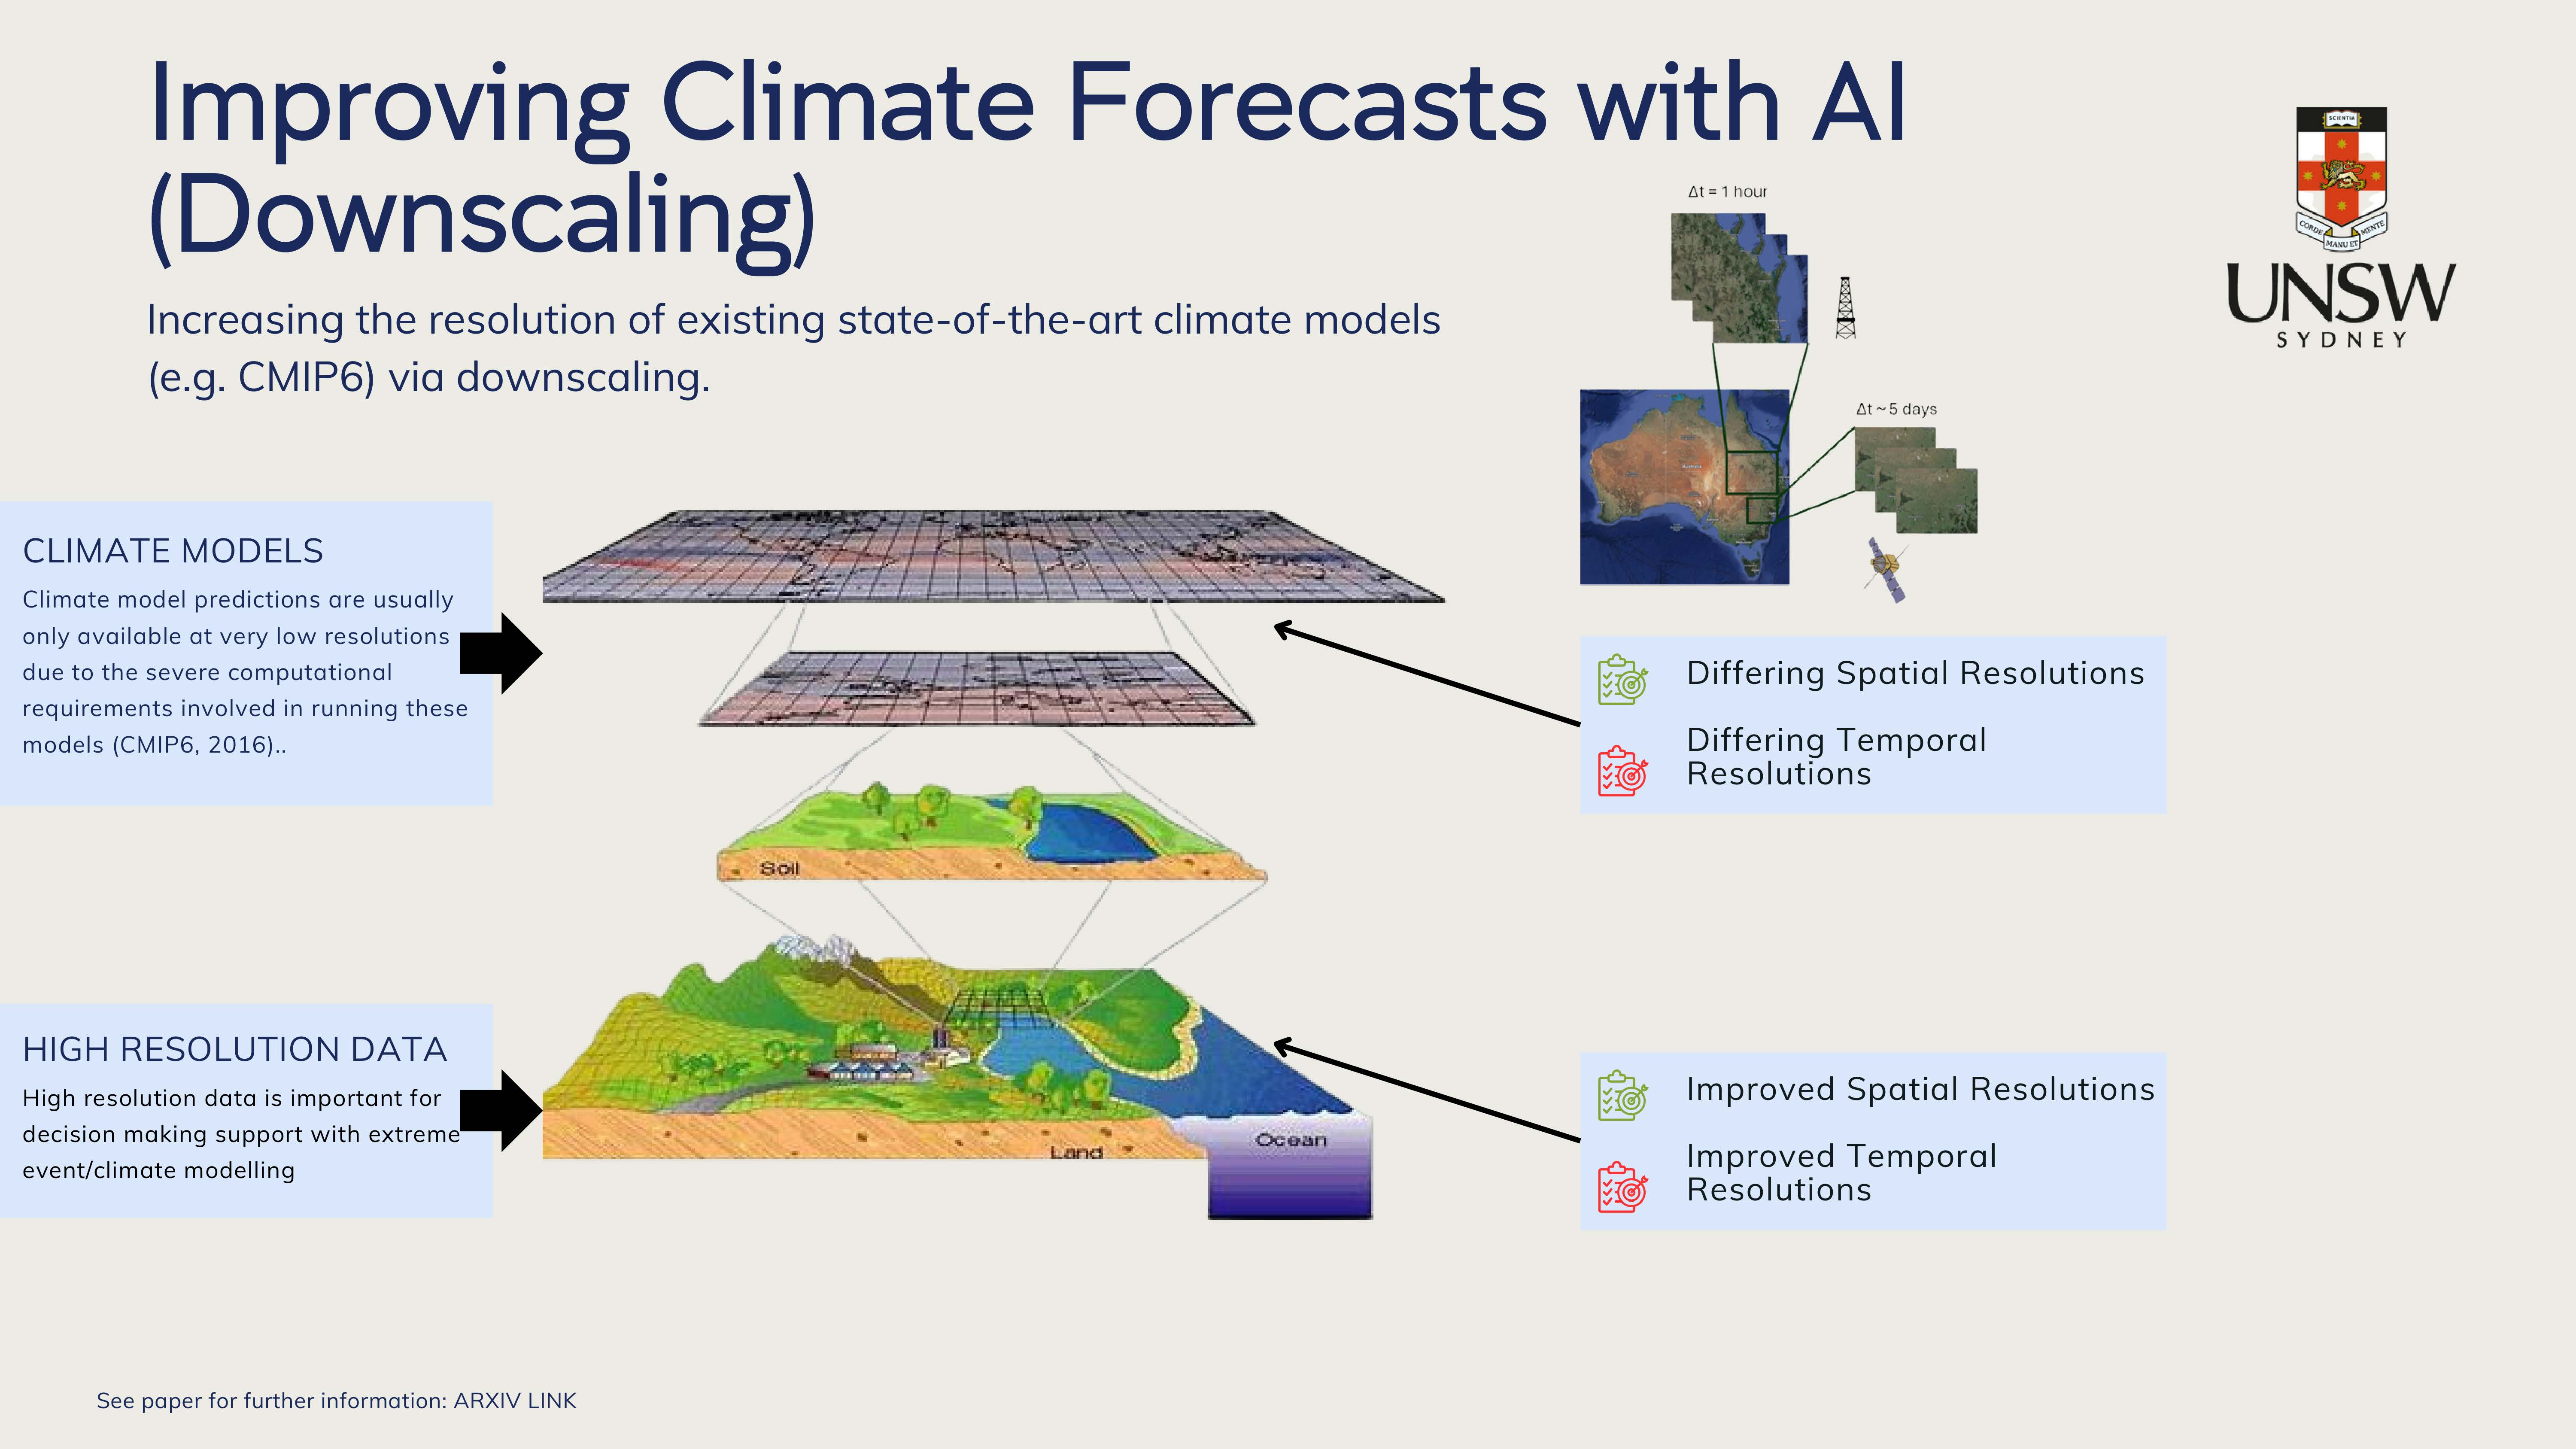 Improving Climate Forecasts with AI
(Downscaling)
Increasing the resolution of existing state-of-the-art climate models
(e.g. CMIP6) via downscaling.
Δt = 1 hour
Δt ~ 5 days
SCIENTIA
CORDE
MANU ET
MENTE
UNSW
SYDNEY
CLIMATE MODELS
Climate model predictions are usually
only available at very low resolutions
due to the severe computational
requirements involved in running these
models (CMIP6, 2016)..
Differing Spatial Resolutions
Differing Temporal
Resolutions
Soil
HIGH RESOLUTION DATA
High resolution data is important for
decision making support with extreme
event/climate modelling
Land
Ocean
Improved Spatial Resolutions
Improved Temporal
Resolutions
See paper for further information: ARXIV LINK